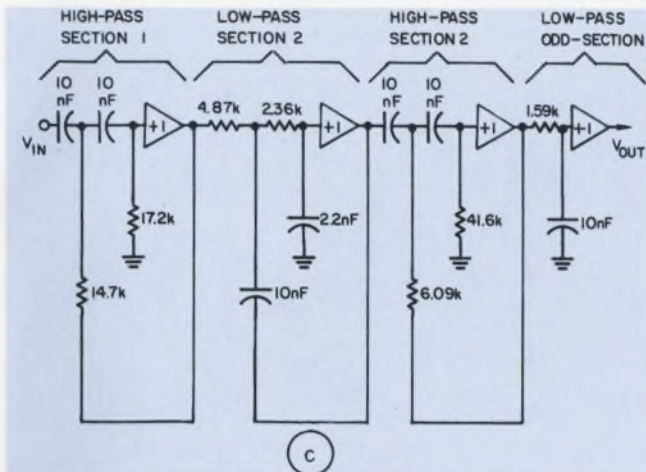 HIGH-PASS
SECTION 1
LOW-PASS
SECTION 2
HIGH-PASS
SECTION 2
LOW-PASS
ODD-SECTION
10
nF
10
nF
4.87k
2.36k
10
nF
10
nF
1.59k
+1
+1
+1
+1
VIN
VOUT
17.2k
2.2nF
41.6k
10nF
14.7k
10nF
6.09k
C